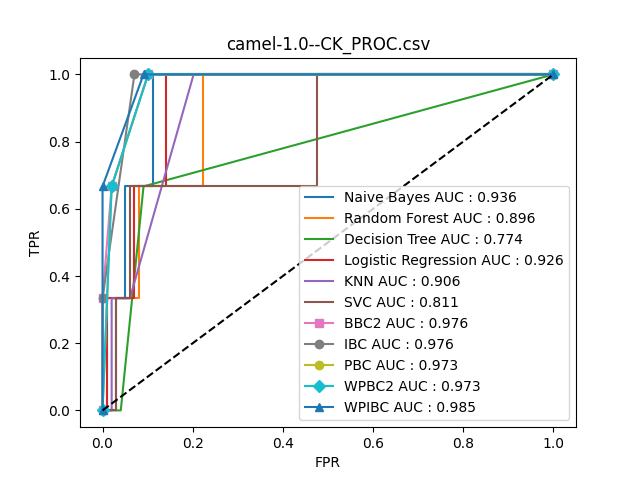 camel-1.0--CK_PROC.csv
1.0
0.8
0.6
0.4
0.2
0.0
TPR
Naive Bayes AUC : 0.936
Random Forest AUC : 0.896
Decision Tree AUC : 0.774
Logistic Regression AUC : 0.926
KNN AUC : 0.906
SVC AUC : 0.811
BBC2 AUC : 0.976
IBC AUC : 0.976
PBC AUC : 0.973
WPBC2 AUC : 0.973
WPIBC AUC : 0.985
0.0 0.2 0.4 0.6 0.8 1.0
FPR